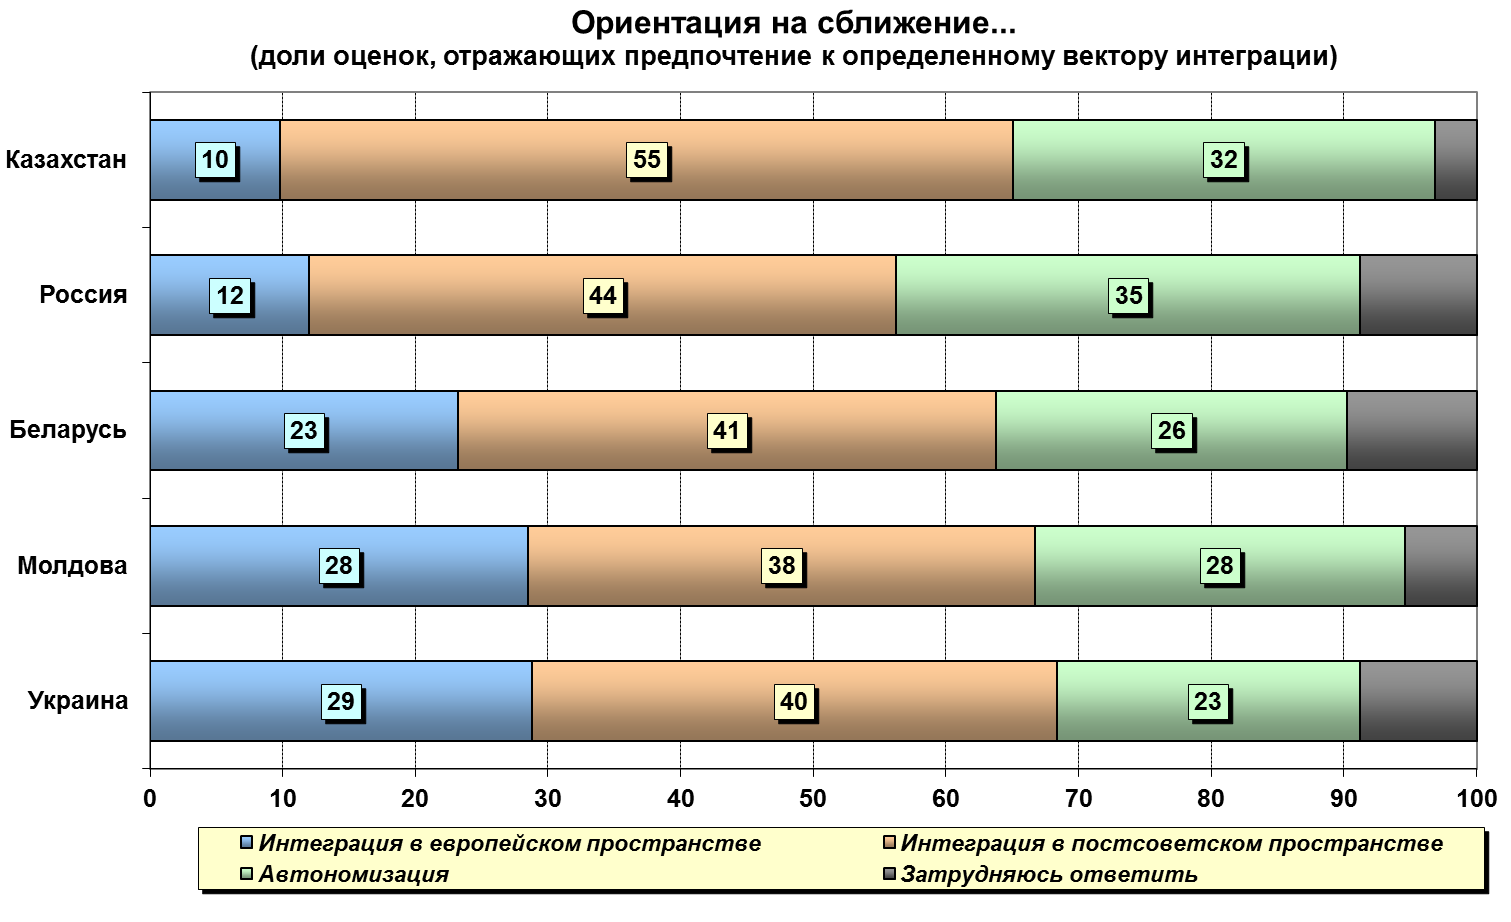 Ориентация на сближение...
(доли оценок, отражающих предпочтение к определенному вектору интеграции)
Казахстан 10 55 32
Россия 12 44 35
Беларусь 23 41 26
Молдова 28 38 28
Украина 29 40 23
0 10 20 30 40 50 60 70 80 90 100
Интеграция в европейском пространстве Интеграция в постсоветском пространстве
Автономизация Затрудняюсь ответить